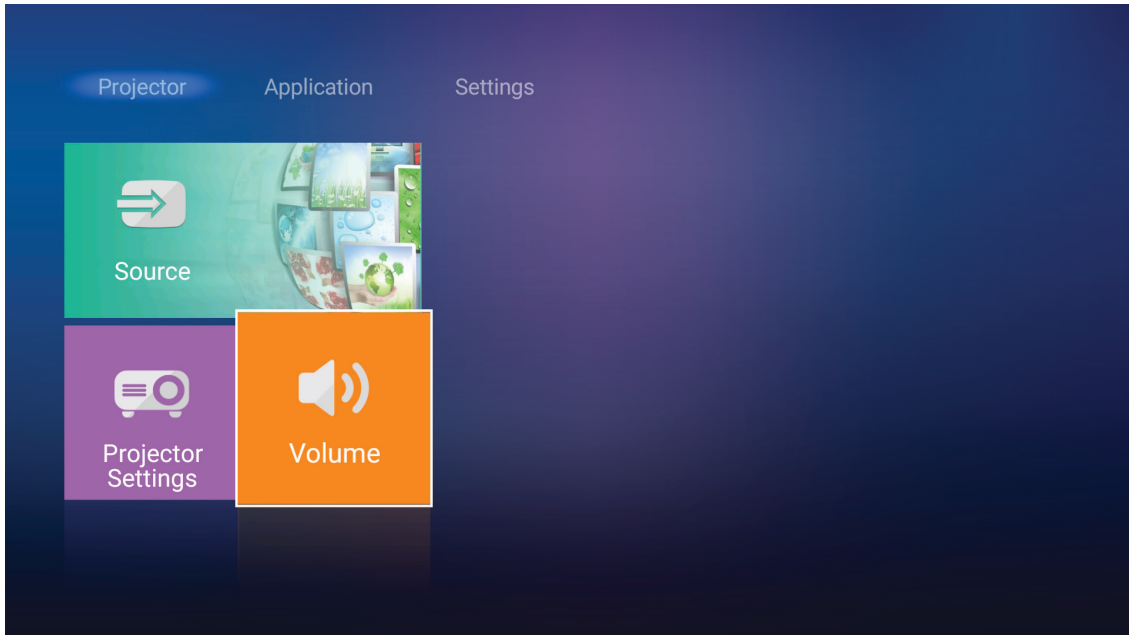 Projector
Application
Settings
Source
Projector
Settings
Volume